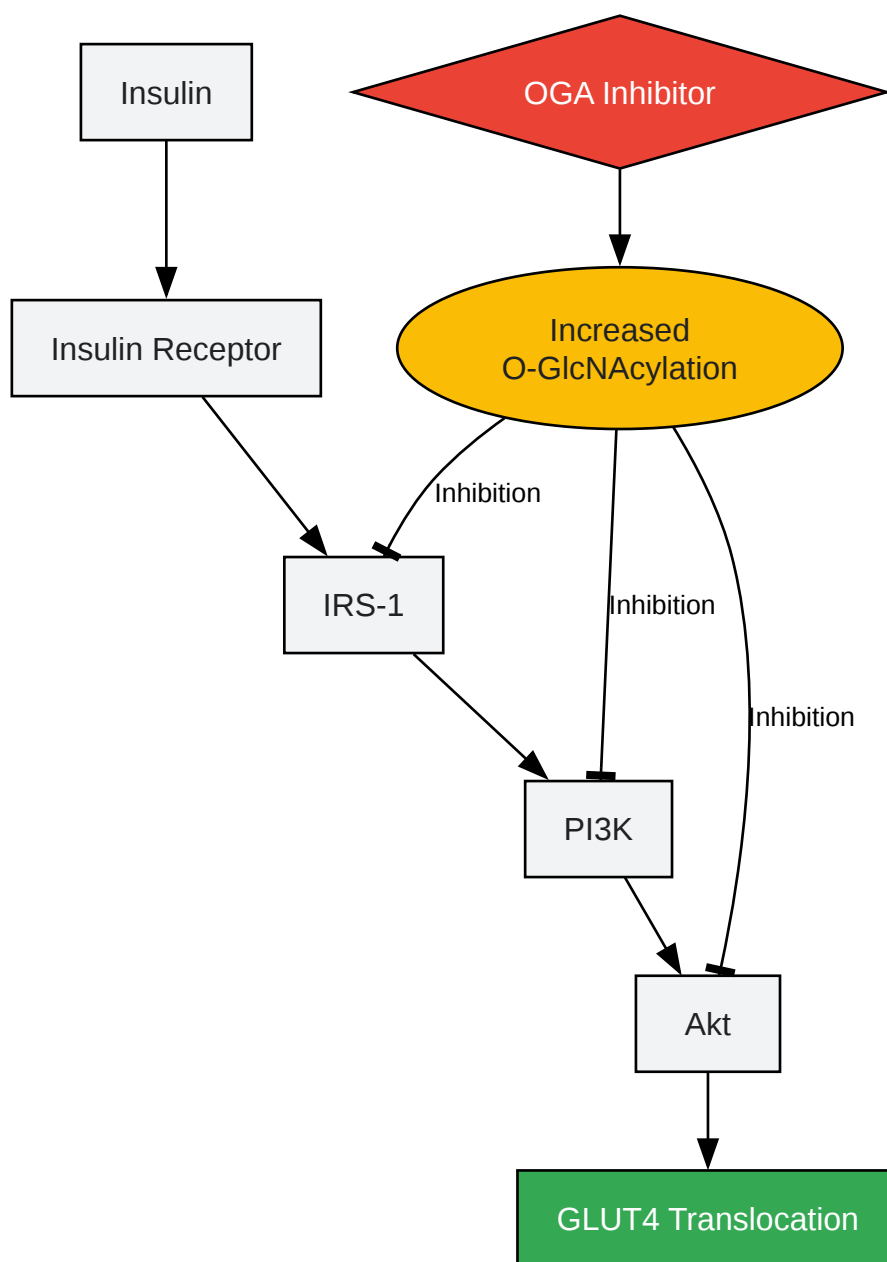 Insulin
OGA Inhibitor
Insulin Receptor
Increased
O-GlcNAcylation
Inhibition
IRS-1
Inhibition
Inhibition
PI3K
Akt
GLUT4 Translocation